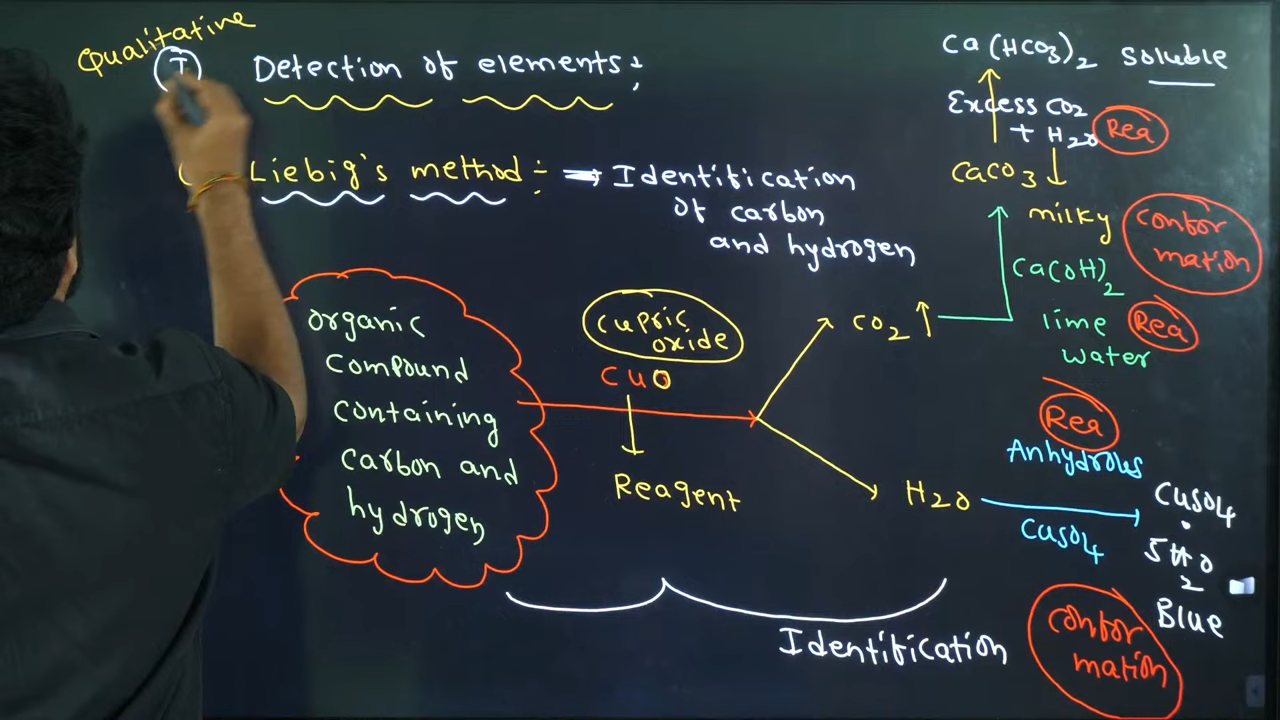 Qualitative
I Detection of elements :
Liebig's method :- → Identification
of carbon
and hydrogen
organic
compound
containing
carbon and
hydrogen
cupric
oxide
CuO
Reagent
CO2 ↑
H2O
Ca(HCO3)2 soluble
Excess CO2
+ H2O Rea
CaCO3 ↓
milky
confor
mation
Ca(OH)2
lime Rea
water
Rea
Anhydrous
CuSO4
CuSO4
.
5H2O
Blue
Identification
confor
mation